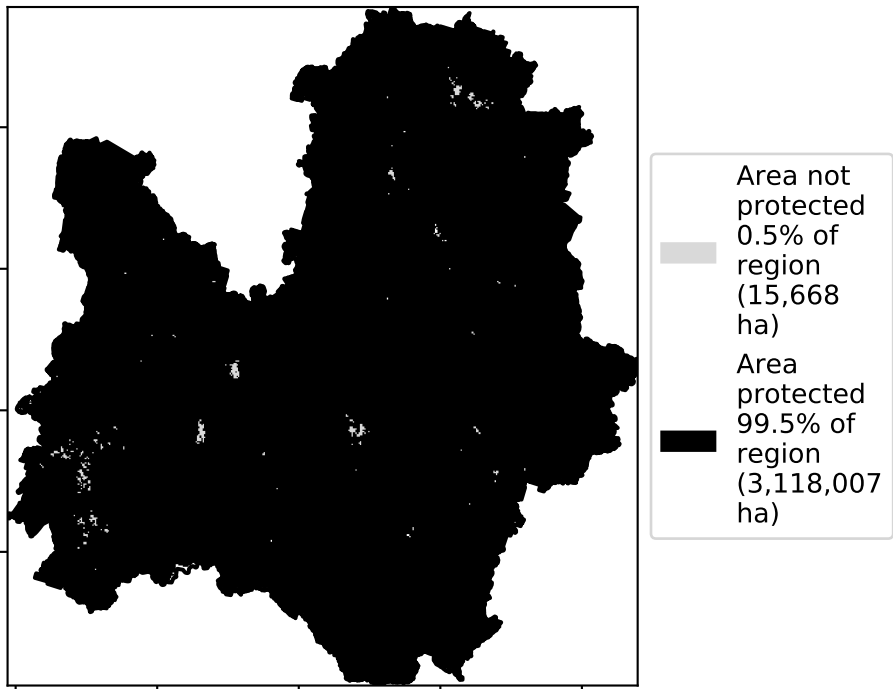 Area not
protected
0.5% of
region
(15,668
ha)
Area
protected
99.5% of
region
(3,118,007
ha)